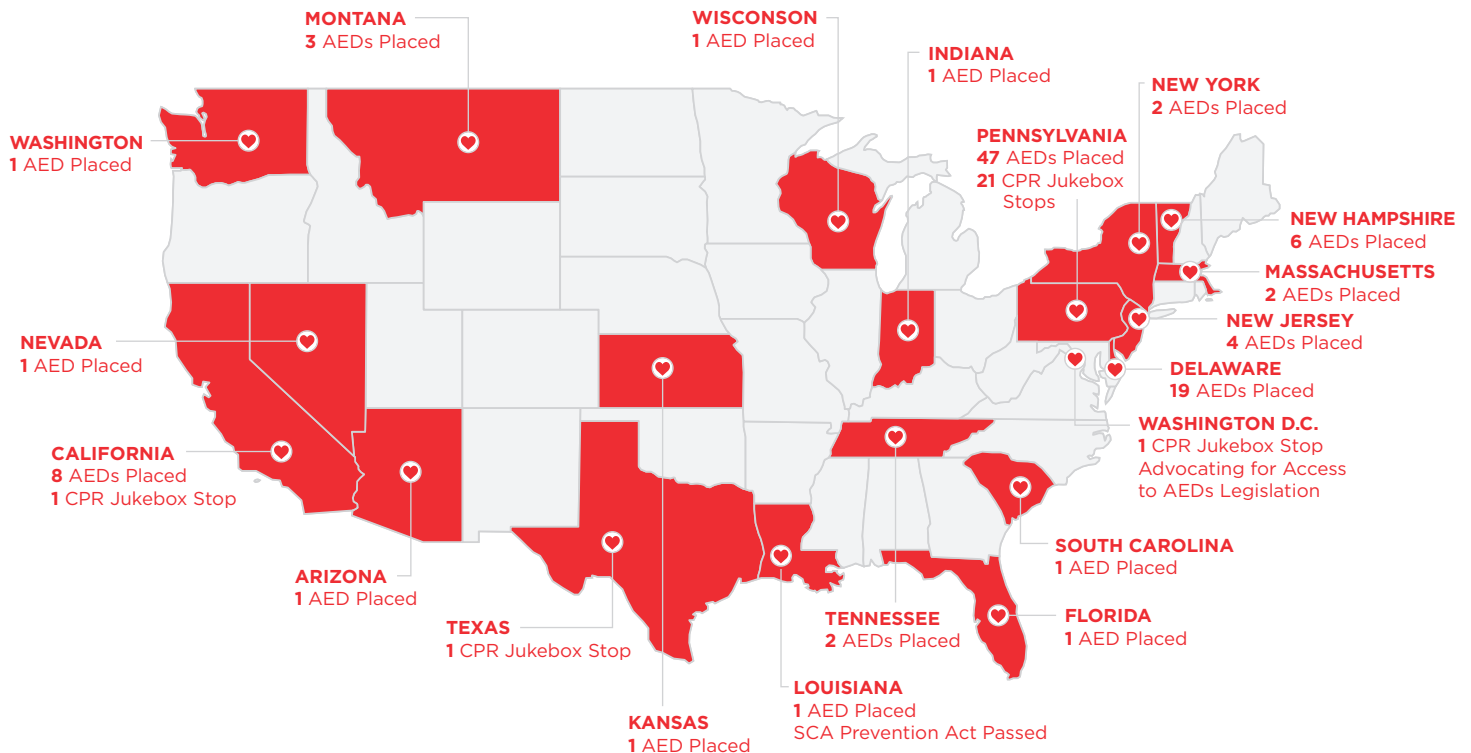 MONTANA
3 AEDs Placed
WISCONSON
1 AED Placed
INDIANA
1 AED Placed
NEW YORK
2 AEDs Placed
WASHINGTON
1 AED Placed
PENNSYLVANIA
47 AEDs Placed
21 CPR Jukebox
Stops
NEW HAMPSHIRE
6 AEDs Placed
MASSACHUSETTS
2 AEDs Placed
NEW JERSEY
4 AEDs Placed
NEVADA
1 AED Placed
DELAWARE
19 AEDs Placed
WASHINGTON D.C.
1 CPR Jukebox Stop
Advocating for Access
to AEDs Legislation
CALIFORNIA
8 AEDs Placed
1 CPR Jukebox Stop
SOUTH CAROLINA
1 AED Placed
ARIZONA
1 AED Placed
TEXAS
1 CPR Jukebox Stop
TENNESSEE
2 AEDs Placed
FLORIDA
1 AED Placed
LOUISIANA
1 AED Placed
SCA Prevention Act Passed
KANSAS
1 AED Placed